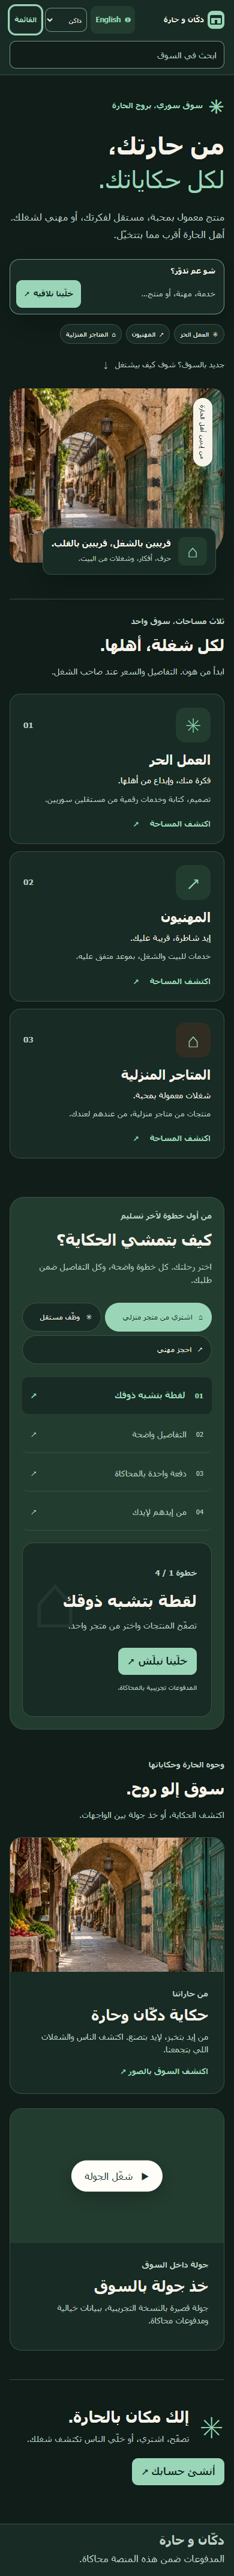 دكّان و حارة
English
داكن
القائمة
ابحث في السوق
سوق سوري، بروح الحارة
من حارتك،
لكل حكاياتك.
منتج معمول بمحبة، مستقل لفكرتك، أو مهني لشغلك.
أهل الحارة أقرب مما بتتخيّل.
شو عم تدوّر؟
خدمة، مهنة، أو منتج...
خلّينا نلاقيه ↗
العمل الحر
المهنيون
المتاجر المنزلية
جديد بالسوق؟ شوف كيف بيشتغل ↓
من إيدين أهل الحارة
قريبين بالشغل، قريبين بالقلب.
حرف، أفكار، وشغلات من البيت.
ثلاث مساحات، سوق واحد
لكل شغلة، أهلها.
ابدأ من هون. التفاصيل والسعر عند صاحب الشغل.
01
العمل الحر
فكرة منك، وإبداع من أهلها.
تصميم، كتابة وخدمات رقمية من مستقلين سوريين.
اكتشف المساحة ↗
02
المهنيون
إيد شاطرة، قريبة عليك.
خدمات للبيت والشغل، بموعد متفق عليه.
اكتشف المساحة ↗
03
المتاجر المنزلية
شغلات معمولة بمحبة.
منتجات من متاجر منزلية، من عندهم لعندك.
اكتشف المساحة ↗
من أول خطوة لآخر تسليم
كيف بتمشي الحكاية؟
اختر رحلتك. كل خطوة واضحة، وكل التفاصيل ضمن
طلبك.
اشتري من متجر منزلي
وظّف مستقل
احجز مهني
01 لقطة بتشبه ذوقك ↗
02 التفاصيل واضحة ↗
03 دفعة واحدة بالمحاكاة ↗
04 من إيدهم لإيدك ↗
خطوة 1 / 4
لقطة بتشبه ذوقك
تصفّح المنتجات واختر من متجر واحد.
خلّينا نبلّش ↗
المدفوعات تجريبية بالمحاكاة.
وجوه الحارة وحكاياتها
سوق إلو روح.
اكتشف الحكاية، أو خذ جولة بين الواجهات.
من حاراتنا
حكاية دكّان وحارة
من إيد بتخبز، لإيد بتصنع. اكتشف الناس والشغلات
اللي بتجمعنا.
اكتشف السوق بالصور ↗
شغّل الجولة
جولة داخل السوق
خذ جولة بالسوق
جولة قصيرة بالنسخة التجريبية، ببيانات خيالية
ومدفوعات محاكاة.
إلك مكان بالحارة.
تصفّح، اشتري، أو خلّي الناس تكتشف شغلك.
أنشئ حسابك ↗
دكّان و حارة
المدفوعات ضمن هذه المنصة محاكاة.